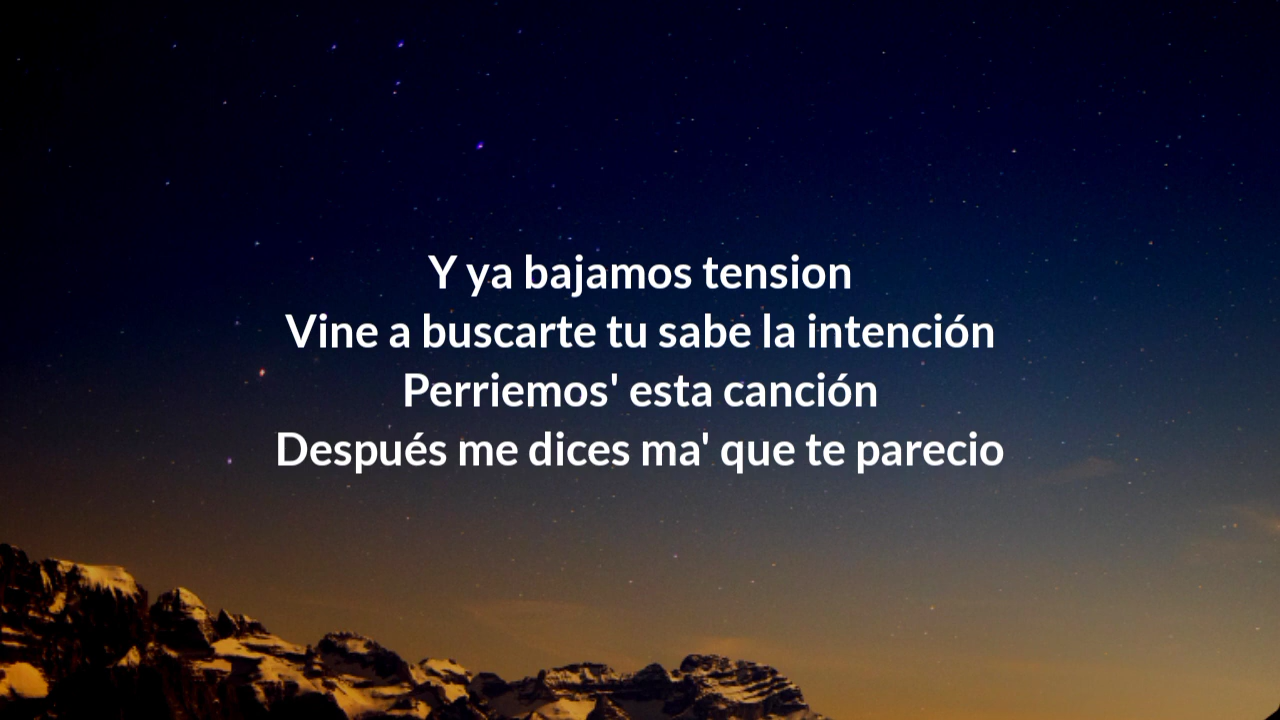 Y ya bajamos tension
Vine a buscarte tu sabe la intención
Perriemos' esta canción
Después me dices ma' que te parecio